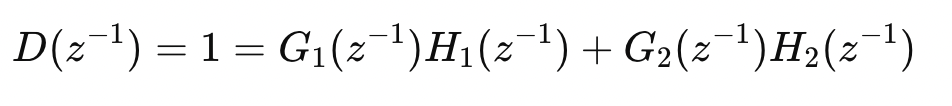 D(z⁻¹) = 1 = G₁(z⁻¹)H₁(z⁻¹) + G₂(z⁻¹)H₂(z⁻¹)